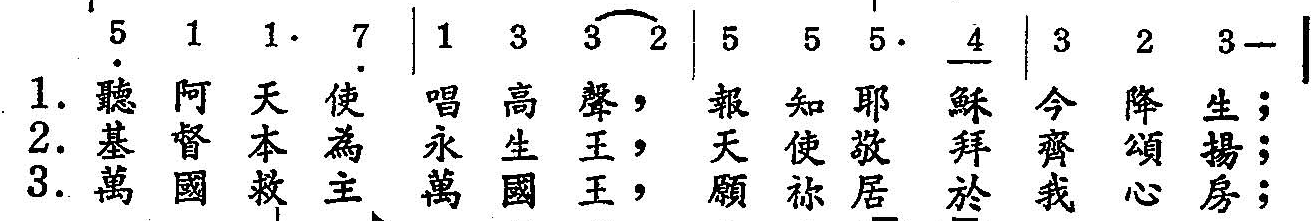 5 1 1· 7 | 1 3 3 2 | 5 5 5· 4 | 3 2 3— |
1. 聽阿天使 唱高聲，報知耶穌今降生；
2. 基督本為 永生王，天使敬拜齊頌揚；
3. 萬國救主 萬國王，願祢居於我心房；